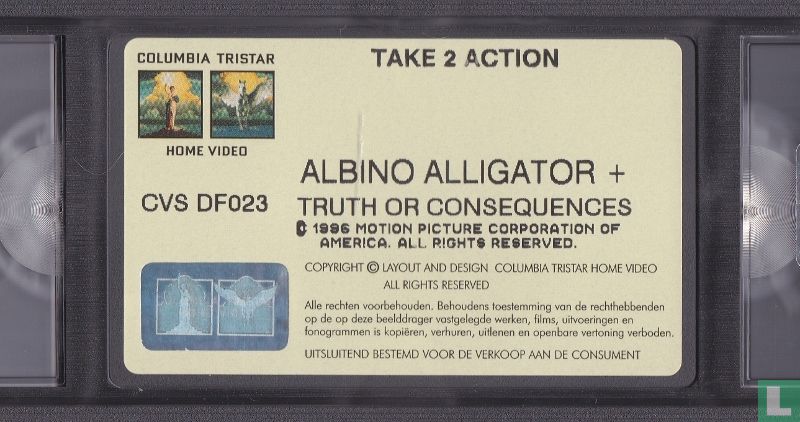 COLUMBIA TRISTAR
HOME VIDEO
TAKE 2 ACTION
CVS DF023
ALBINO ALLIGATOR +
TRUTH OR CONSEQUENCES
© 1996 MOTION PICTURE CORPORATION OF
AMERICA. ALL RIGHTS RESERVED.
COPYRIGHT © LAYOUT AND DESIGN COLUMBIA TRISTAR HOME VIDEO
ALL RIGHTS RESERVED
Alle rechten voorbehouden. Behoudens toestemming van de rechthebbenden
op de op deze beelddrager vastgelegde werken, films, uitvoeringen en
fonogrammen is kopiëren, verhuren, uitlenen en openbare vertoning verboden.
UITSLUITEND BESTEMD VOOR DE VERKOOP AAN DE CONSUMENT
L